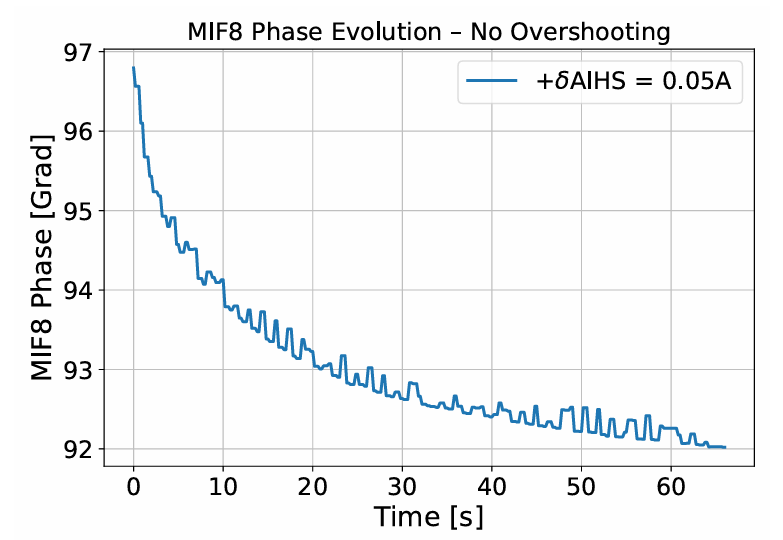 MIF8 Phase Evolution – No Overshooting
+δAIHS = 0.05A
97
96
95
94
93
92
MIF8 Phase [Grad]
0 10 20 30 40 50 60
Time [s]